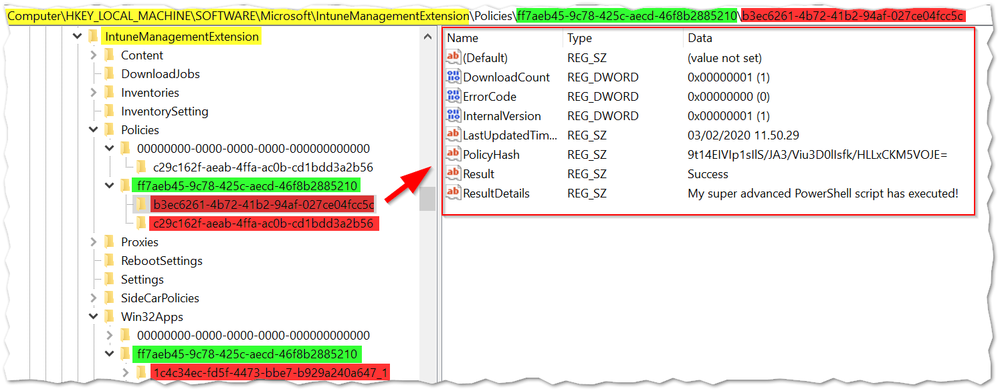 Computer\HKEY_LOCAL_MACHINE\SOFTWARE\Microsoft\IntuneManagementExtension\Policies\ff7aeb45-9c78-425c-aecd-46f8b2885210\b3ec6261-4b72-41b2-94af-027ce04fcc5c
IntuneManagementExtension
Content
DownloadJobs
Inventories
InventorySetting
Policies
00000000-0000-0000-0000-000000000000
c29c162f-aeab-4ffa-ac0b-cd1bdd3a2b56
ff7aeb45-9c78-425c-aecd-46f8b2885210
b3ec6261-4b72-41b2-94af-027ce04fcc5c
c29c162f-aeab-4ffa-ac0b-cd1bdd3a2b56
Proxies
RebootSettings
Settings
SideCarPolicies
Win32Apps
00000000-0000-0000-0000-000000000000
ff7aeb45-9c78-425c-aecd-46f8b2885210
1c4c34ec-fd5f-4473-bbe7-b929a240a647_1
Name Type Data
(Default) REG_SZ (value not set)
DownloadCount REG_DWORD 0x00000001 (1)
ErrorCode REG_DWORD 0x00000000 (0)
InternalVersion REG_DWORD 0x00000001 (1)
LastUpdatedTim... REG_SZ 03/02/2020 11.50.29
PolicyHash REG_SZ 9t14EIVIp1sIlS/JA3/Viu3D0lIsfk/HLLxCKM5VOJE=
Result REG_SZ Success
ResultDetails REG_SZ My super advanced PowerShell script has executed!